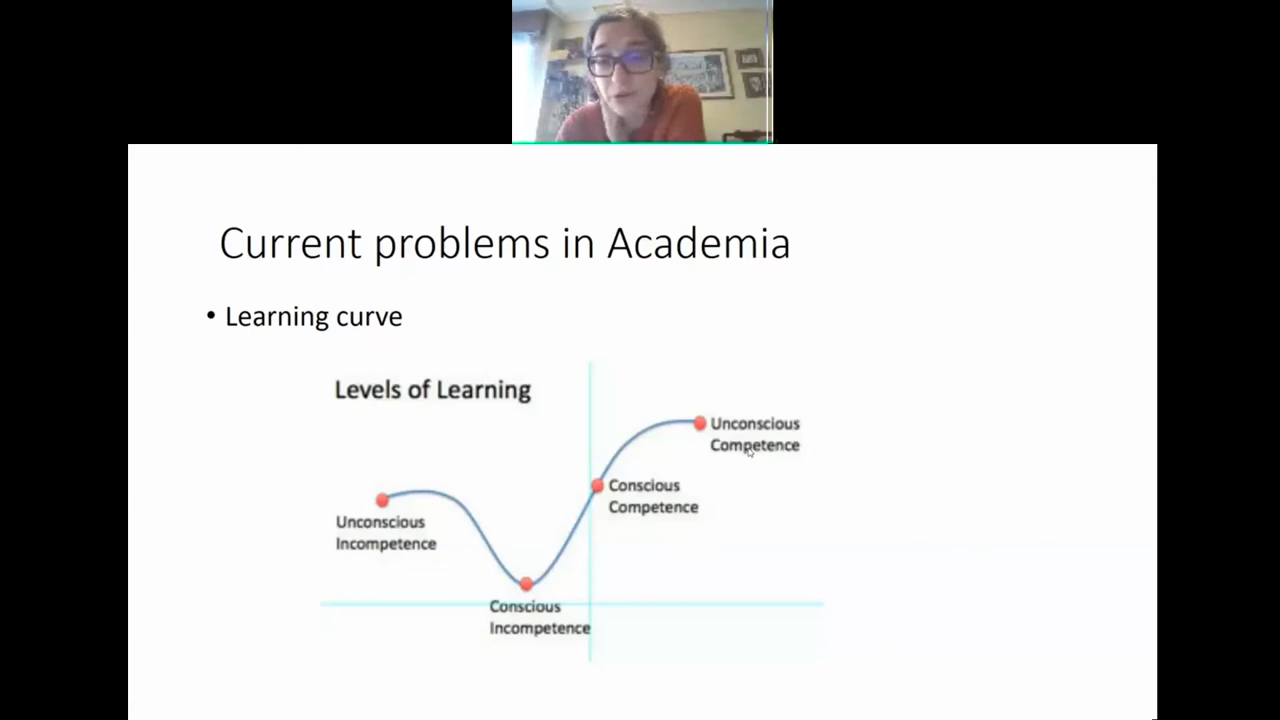 Current problems in Academia
• Learning curve
Levels of Learning
Unconscious
Competence
Conscious
Competence
Unconscious
Incompetence
Conscious
Incompetence